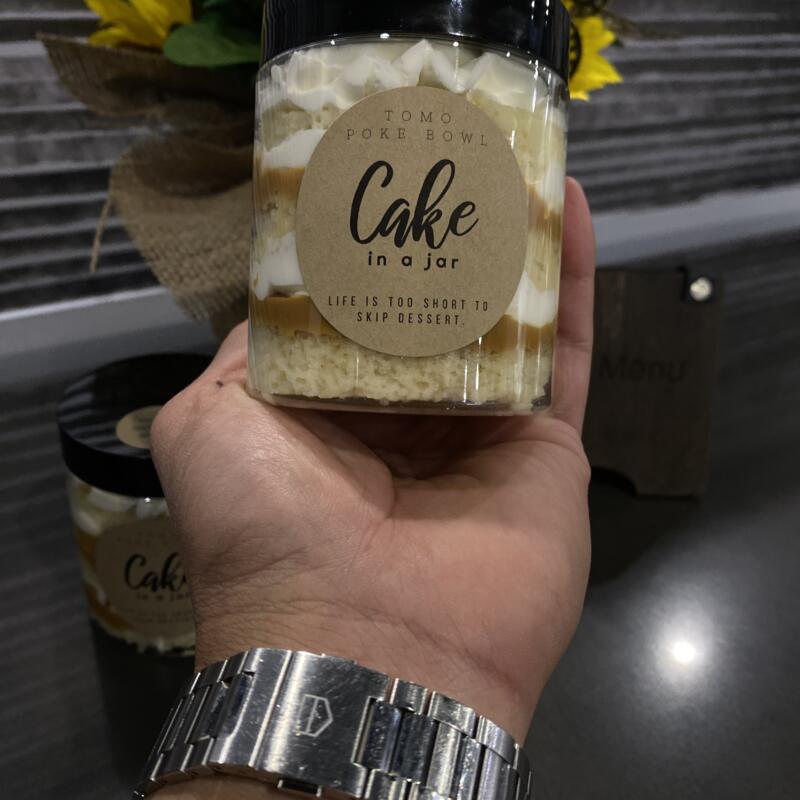 TOMO
POKE BOWL
Cake
in a jar
LIFE IS TOO SHORT TO
SKIP DESSERT.
Menu
Cake
in a jar